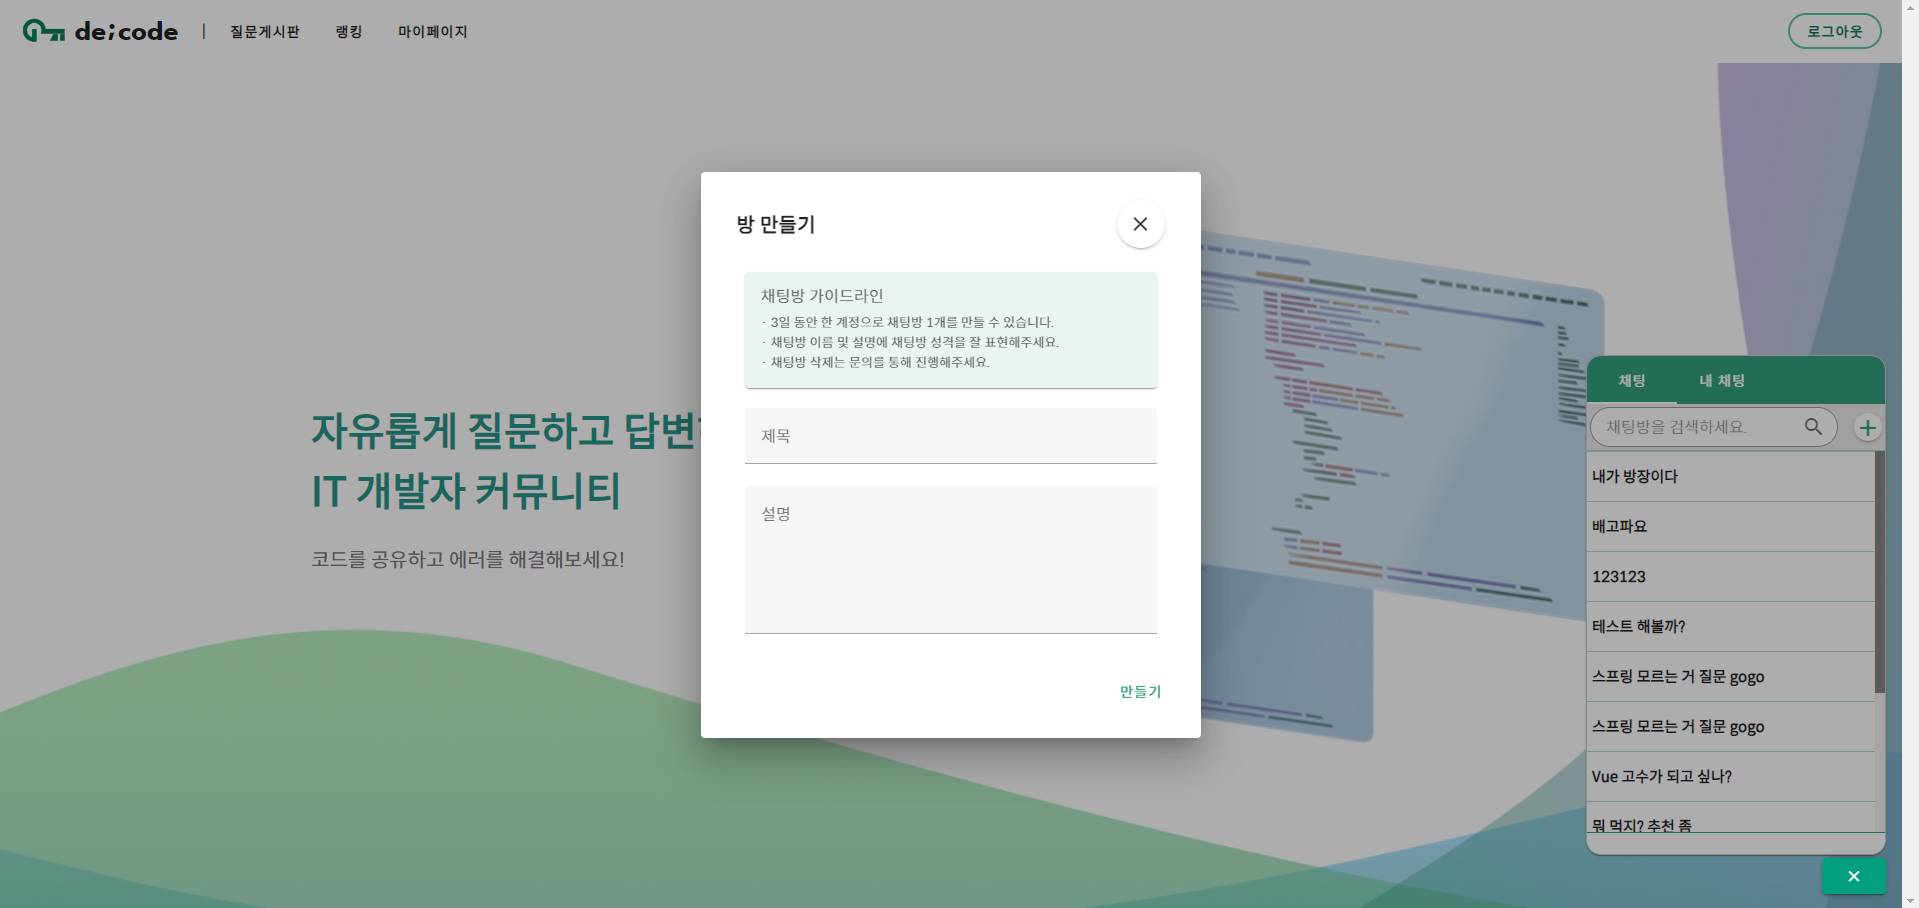 de;code
질문게시판
랭킹
마이페이지
로그아웃
방 만들기
채팅방 가이드라인
· 3일 동안 한 계정으로 채팅방 1개를 만들 수 있습니다.
· 채팅방 이름 및 설명에 채팅방 성격을 잘 표현해주세요.
· 채팅방 삭제는 문의를 통해 진행해주세요.
제목
설명
만들기
자유롭게 질문하고 답변
IT 개발자 커뮤니티
코드를 공유하고 에러를 해결해보세요!
채팅
내 채팅
채팅방을 검색하세요.
내가 방장이다
배고파요
123123
테스트 해볼까?
스프링 모르는 거 질문 gogo
스프링 모르는 거 질문 gogo
Vue 고수가 되고 싶나?
뭐 먹지? 추천 좀